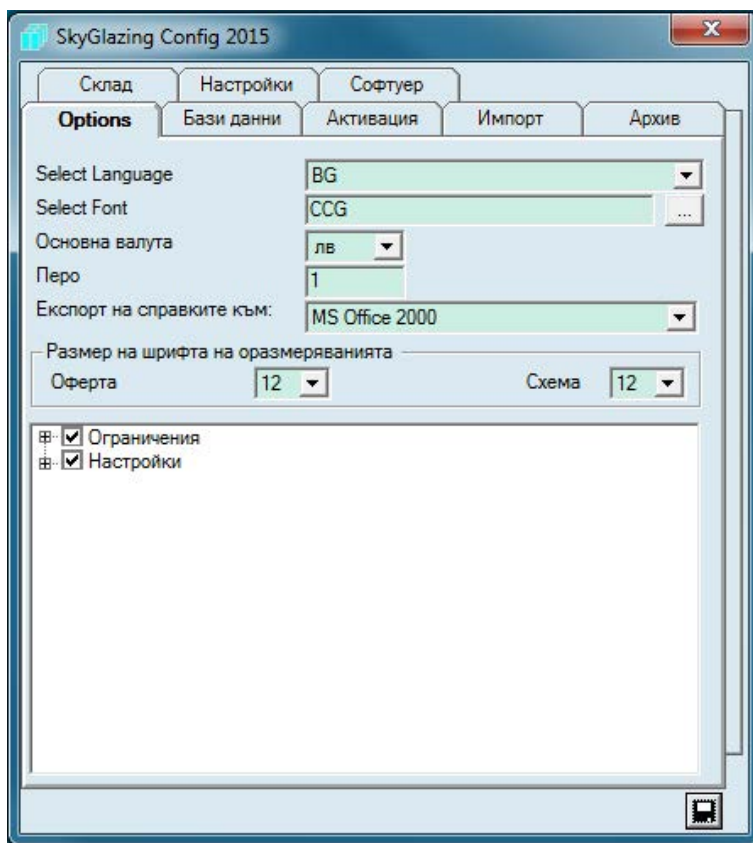 SkyGlazing Config 2015
Склад Настройки Софтуер
Options Бази данни Активация Импорт Архив
Select Language BG
Select Font CCG ...
Основна валута лв
Перо 1
Експорт на справките към: MS Office 2000
Размер на шрифта на оразмеряванията
Оферта 12 Схема 12
Ограничения
Настройки